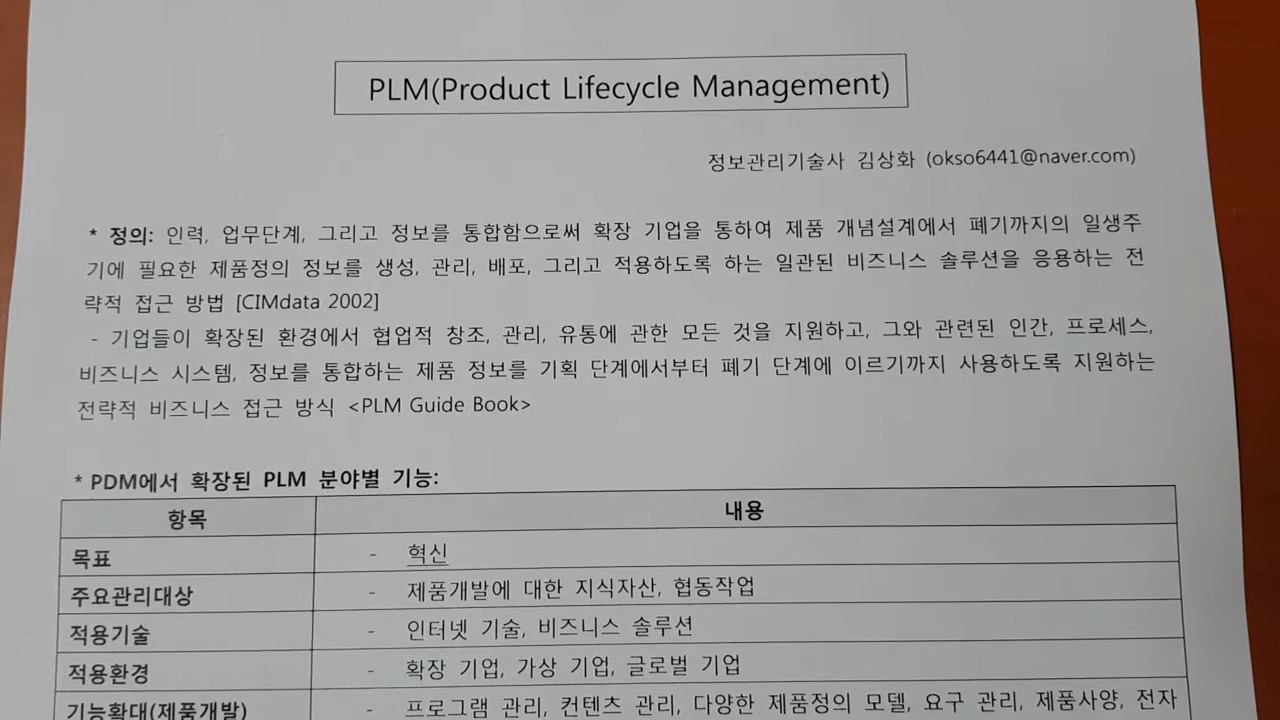 PLM(Product Lifecycle Management)
정보관리기술사 김상화 (okso6441@naver.com)
* 정의: 인력, 업무단계, 그리고 정보를 통합함으로써 확장 기업을 통하여 제품 개념설계에서 폐기까지의 일생주
기에 필요한 제품정의 정보를 생성, 관리, 배포, 그리고 적용하도록 하는 일관된 비즈니스 솔루션을 응용하는 전
략적 접근 방법 [CIMdata 2002]
- 기업들이 확장된 환경에서 협업적 창조, 관리, 유통에 관한 모든 것을 지원하고, 그와 관련된 인간, 프로세스,
비즈니스 시스템, 정보를 통합하는 제품 정보를 기획 단계에서부터 폐기 단계에 이르기까지 사용하도록 지원하는
전략적 비즈니스 접근 방식 <PLM Guide Book>
* PDM에서 확장된 PLM 분야별 기능:
항목 내용
목표 - 혁신
주요관리대상 - 제품개발에 대한 지식자산, 협동작업
적용기술 - 인터넷 기술, 비즈니스 솔루션
적용환경 - 확장 기업, 가상 기업, 글로벌 기업
기능확대(제품개발) - 프로그램 관리, 컨텐츠 관리, 다양한 제품정의 모델, 요구 관리, 제품사양, 전자